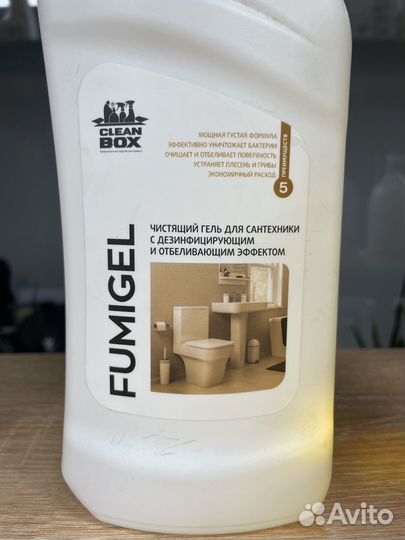 CLEAN
BOX
МОЩНАЯ ГУСТАЯ ФОРМУЛА
ЭФФЕКТИВНО УНИЧТОЖАЕТ БАКТЕРИИ
ОЧИЩАЕТ И ОТБЕЛИВАЕТ ПОВЕРХНОСТЬ
УСТРАНЯЕТ ПЛЕСЕНЬ И ГРИБЫ
ЭКОНОМИЧНЫЙ РАСХОД
5
ПРЕИМУЩЕСТВ
ЧИСТЯЩИЙ ГЕЛЬ ДЛЯ САНТЕХНИКИ
С ДЕЗИНФИЦИРУЮЩИМ
И ОТБЕЛИВАЮЩИМ ЭФФЕКТОМ
FUMIGEL
Avito